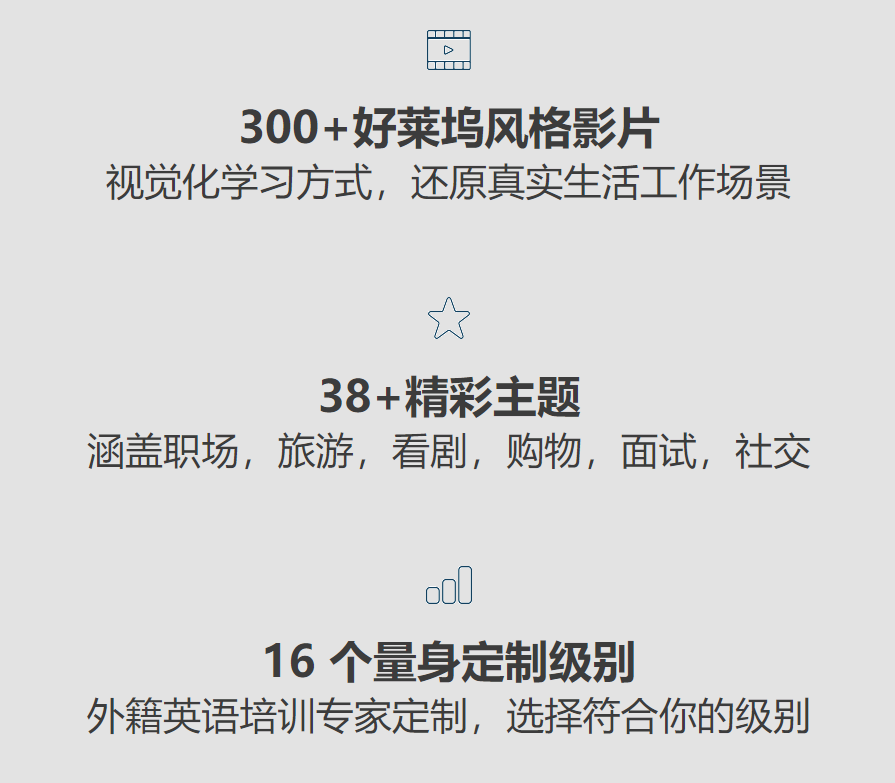 300+好莱坞风格影片
视觉化学习方式，还原真实生活工作场景
38+精彩主题
涵盖职场，旅游，看剧，购物，面试，社交
16 个量身定制级别
外籍英语培训专家定制，选择符合你的级别